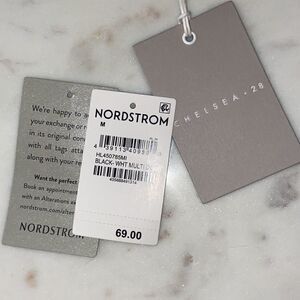 We're happy to
your exchange or
in its original con
with all tags atta
along with your re
Want the perfect
Book an appointment
with an Alterations
nordstrom.com/alter
NORDSTROM
NORDSTROM
M
HL450785MI
BLACK- WHT MULTI
69.00
CHELSEA . 28